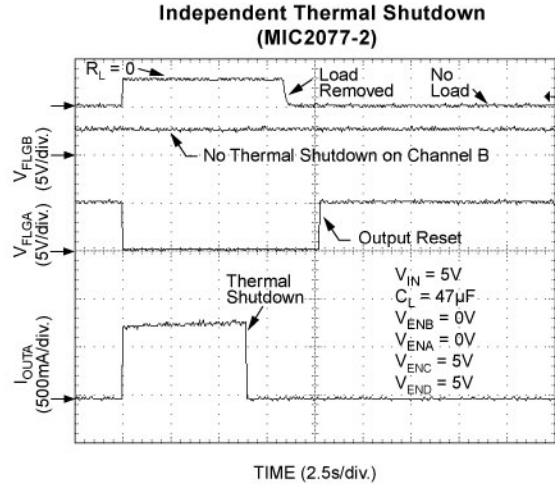 Independent Thermal Shutdown
(MIC2077-2)
R_L = 0
Load
Removed
No
Load
V_FLGB
(5V/div.)
No Thermal Shutdown on Channel B
V_FLGA
(5V/div.)
Output Reset
Thermal
Shutdown
V_IN = 5V
C_L = 47μF
V_ENB = 0V
V_ENA = 0V
V_ENC = 5V
V_END = 5V
I_OUTA
(500mA/div.)
TIME (2.5s/div.)